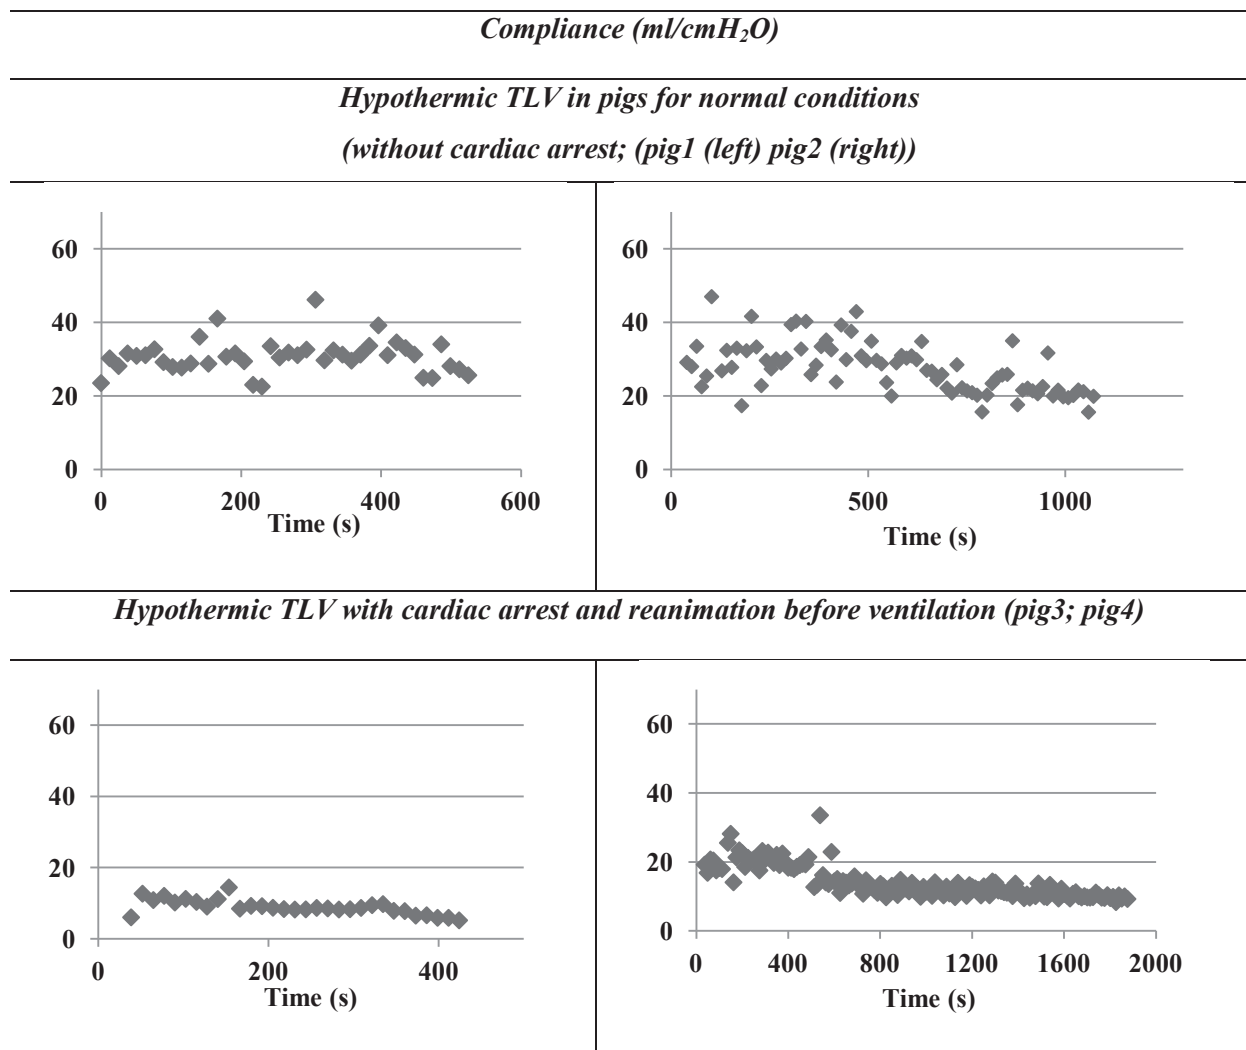 Compliance (ml/cmH₂O)
Hypothermic TLV in pigs for normal conditions
(without cardiac arrest; (pig1 (left) pig2 (right))
60
40
20
0
0 200 400 600
Time (s)
60
40
20
0
0 500 1000
Time (s)
Hypothermic TLV with cardiac arrest and reanimation before ventilation (pig3; pig4)
60
40
20
0
0 200 400
Time (s)
60
40
20
0
0 400 800 1200 1600 2000
Time (s)